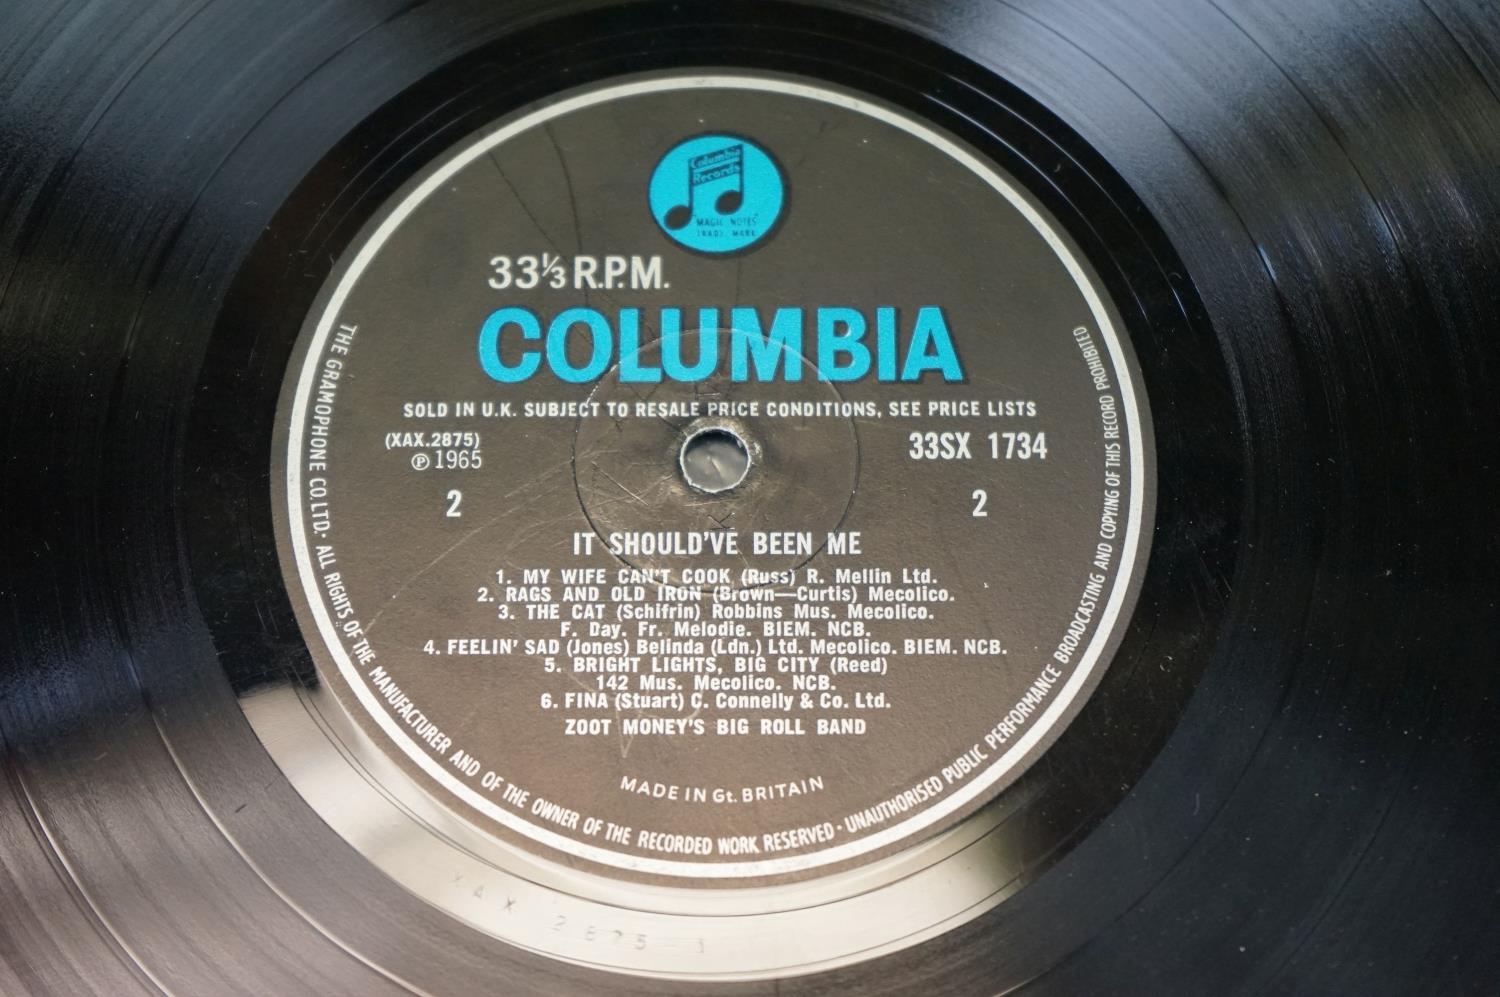 Columbia
Records
"MAGIC NOTES"
TRADE MARK
33⅓ R.P.M.
COLUMBIA
SOLD IN U.K. SUBJECT TO RESALE PRICE CONDITIONS, SEE PRICE LISTS
(XAX.2875)
℗ 1965
33SX 1734
2
2
IT SHOULD'VE BEEN ME
1. MY WIFE CAN'T COOK (Russ) R. Mellin Ltd.
2. RAGS AND OLD IRON (Brown—Curtis) Mecolico.
3. THE CAT (Schifrin) Robbins Mus. Mecolico.
F. Day. Fr. Melodie. BIEM. NCB.
4. FEELIN' SAD (Jones) Belinda (Ldn.) Ltd. Mecolico. BIEM. NCB.
5. BRIGHT LIGHTS, BIG CITY (Reed)
142 Mus. Mecolico. NCB.
6. FINA (Stuart) C. Connelly & Co. Ltd.
ZOOT MONEY'S BIG ROLL BAND
MADE IN Gt. BRITAIN
THE GRAMOPHONE CO. LTD. · ALL RIGHTS OF THE MANUFACTURER AND OF THE OWNER OF THE RECORDED WORK RESERVED · UNAUTHORISED PUBLIC PERFORMANCE BROADCASTING AND COPYING OF THIS RECORD PROHIBITED
XAX 2875 1